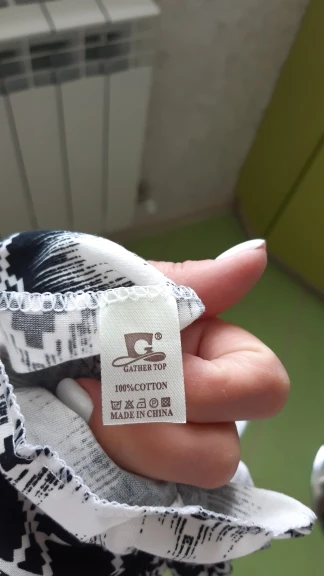 G®
GATHER TOP
100%COTTON
MADE IN CHINA